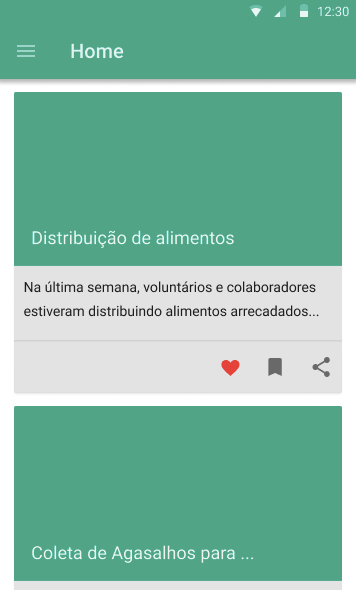 12:30
Home
Distribuição de alimentos
Na última semana, voluntários e colaboradores
estiveram distribuindo alimentos arrecadados...
Coleta de Agasalhos para ...